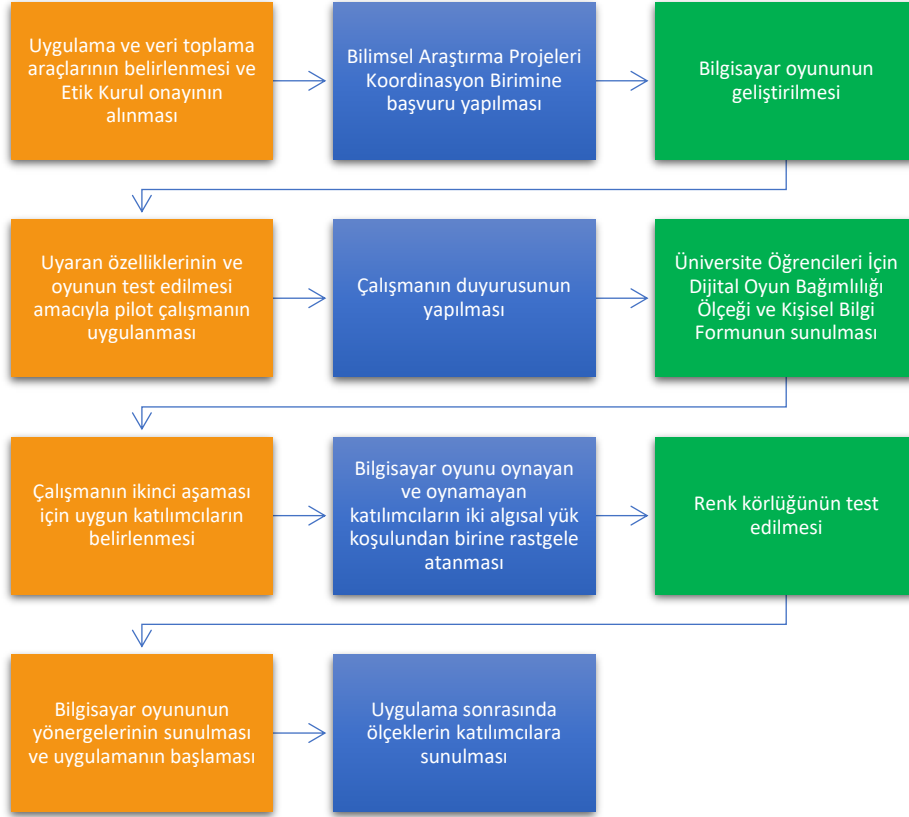 Uygulama ve veri toplama
araçlarının belirlenmesi ve
Etik Kurul onayının
alınması
Bilimsel Araştırma Projeleri
Koordinasyon Birimine
başvuru yapılması
Bilgisayar oyununun
geliştirilmesi
Uyaran özelliklerinin ve
oyunun test edilmesi
amacıyla pilot çalışmanın
uygulanması
Çalışmanın duyurusunun
yapılması
Üniversite Öğrencileri İçin
Dijital Oyun Bağımlılığı
Ölçeği ve Kişisel Bilgi
Formunun sunulması
Çalışmanın ikinci aşaması
için uygun katılımcıların
belirlenmesi
Bilgisayar oyunu oynayan
ve oynamayan
katılımcıların iki algısal yük
koşulundan birine rastgele
atanması
Renk körlüğünün test
edilmesi
Bilgisayar oyununun
yönergelerinin sunulması
ve uygulamanın başlaması
Uygulama sonrasında
ölçeklerin katılımcılara
sunulması